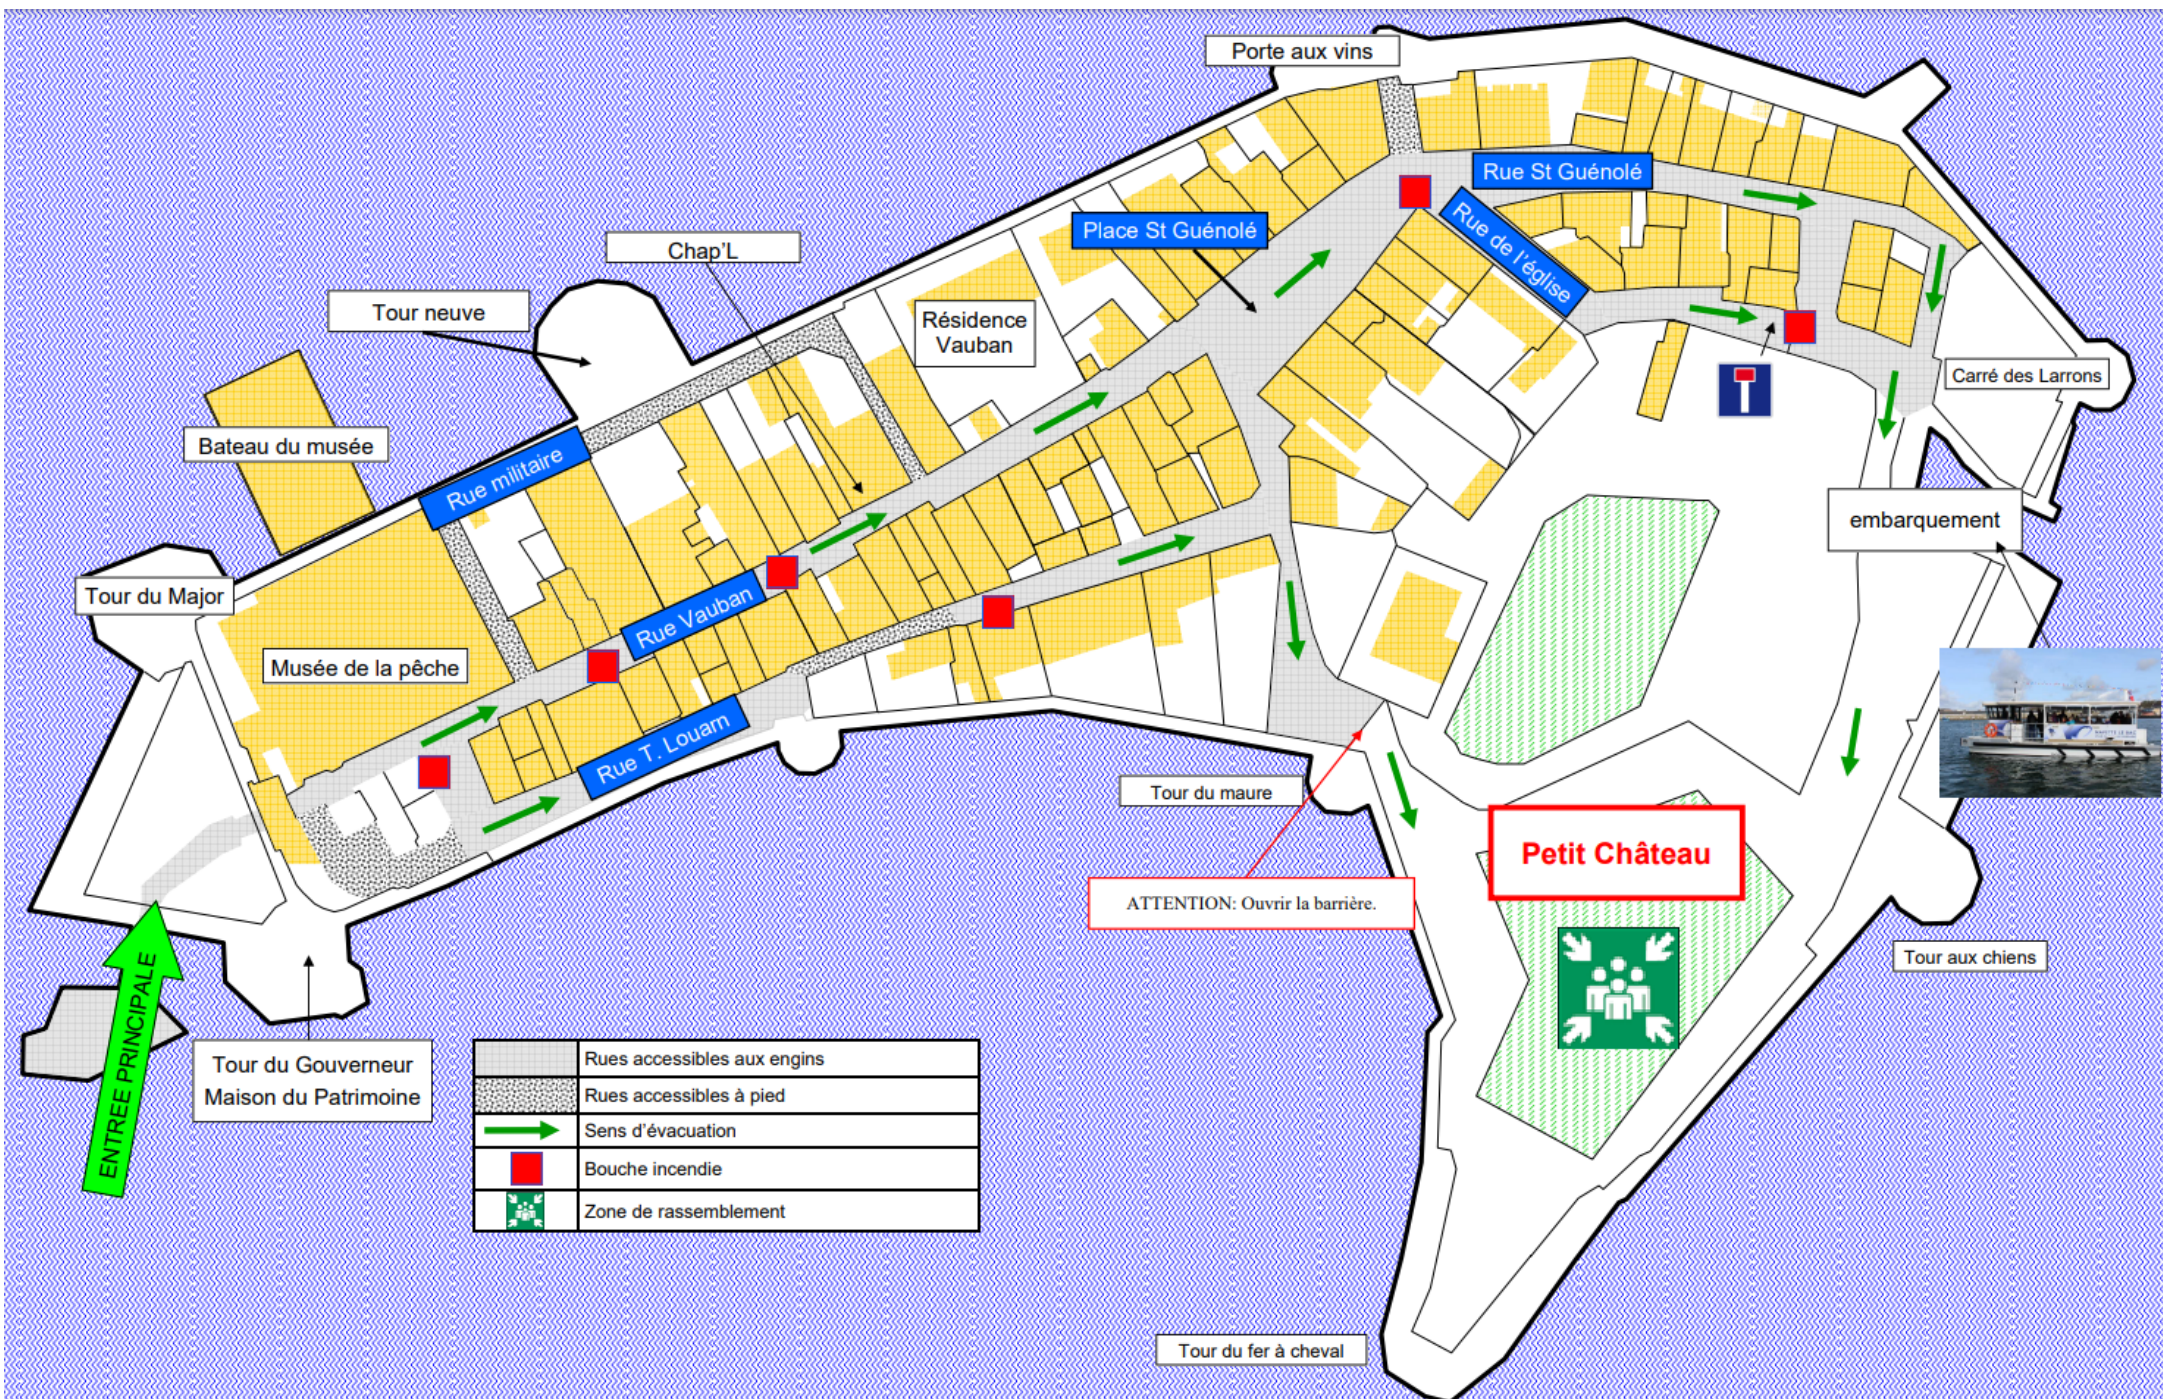 Porte aux vins
Rue St Guénolé
Rue de l'église
Place St Guénolé
Chap'L
Tour neuve
Résidence
Vauban
Carré des Larrons
Bateau du musée
Rue militaire
embarquement
Tour du Major
Rue Vauban
Musée de la pêche
Rue T. Louarn
Tour du maure
Petit Château
ATTENTION: Ouvrir la barrière.
Tour aux chiens
ENTREE PRINCIPALE
Tour du Gouverneur
Maison du Patrimoine
Rues accessibles aux engins
Rues accessibles à pied
Sens d'évacuation
Bouche incendie
Zone de rassemblement
Tour du fer à cheval